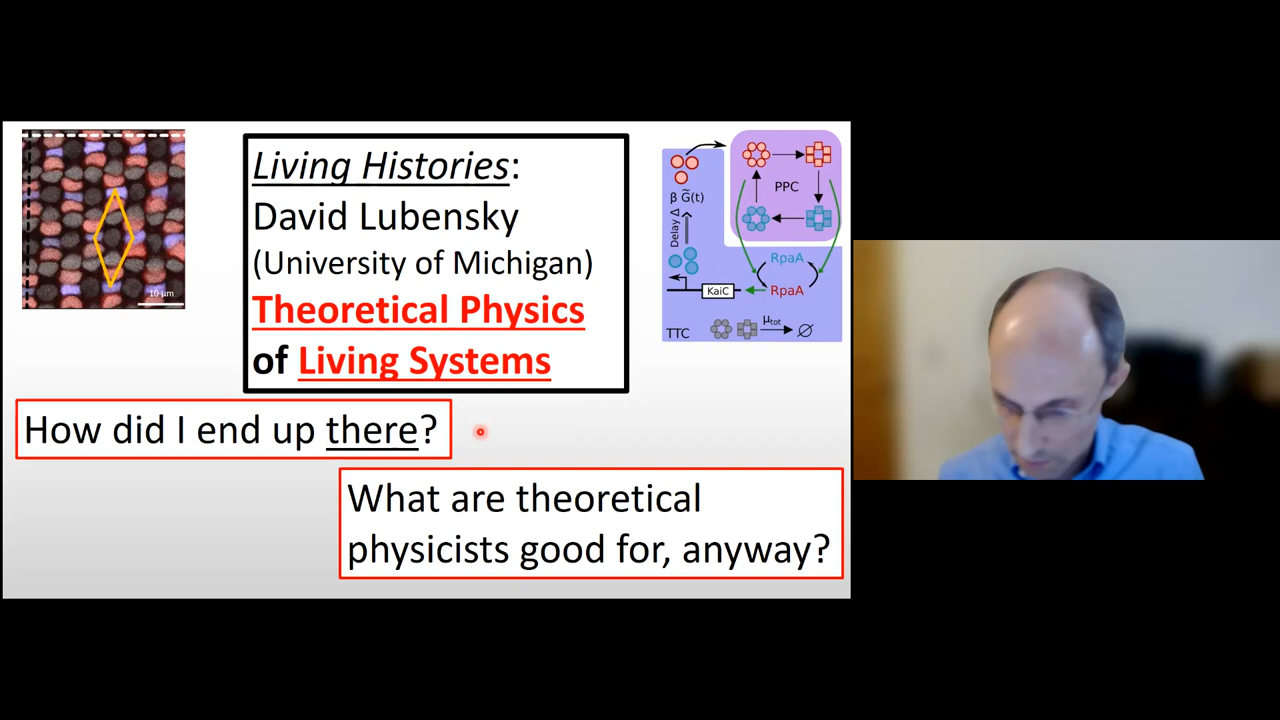 10 μm
Living Histories:
David Lubensky
(University of Michigan)
Theoretical Physics
of Living Systems
PPC
β G̃(t)
Delay Δ
RpaA
KaiC
RpaA
TTC
μtot
∅
How did I end up there?
What are theoretical
physicists good for, anyway?